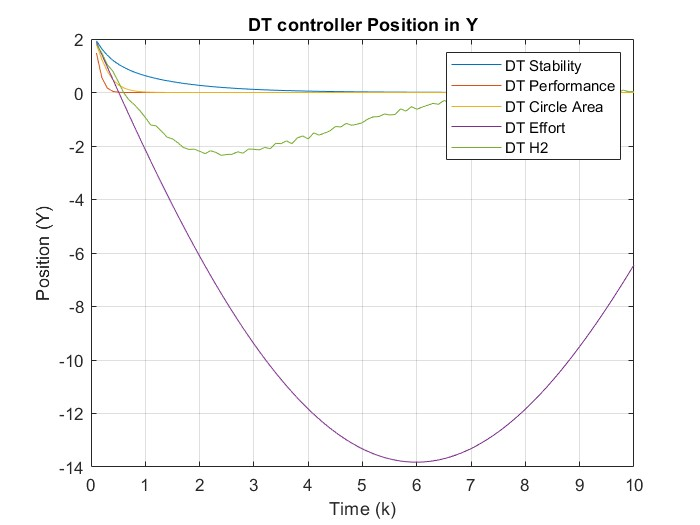 DT controller Position in Y
2
0
-2
-4
-6
-8
-10
-12
-14
Position (Y)
DT Stability
DT Performance
DT Circle Area
DT Effort
DT H2
0 1 2 3 4 5 6 7 8 9 10
Time (k)